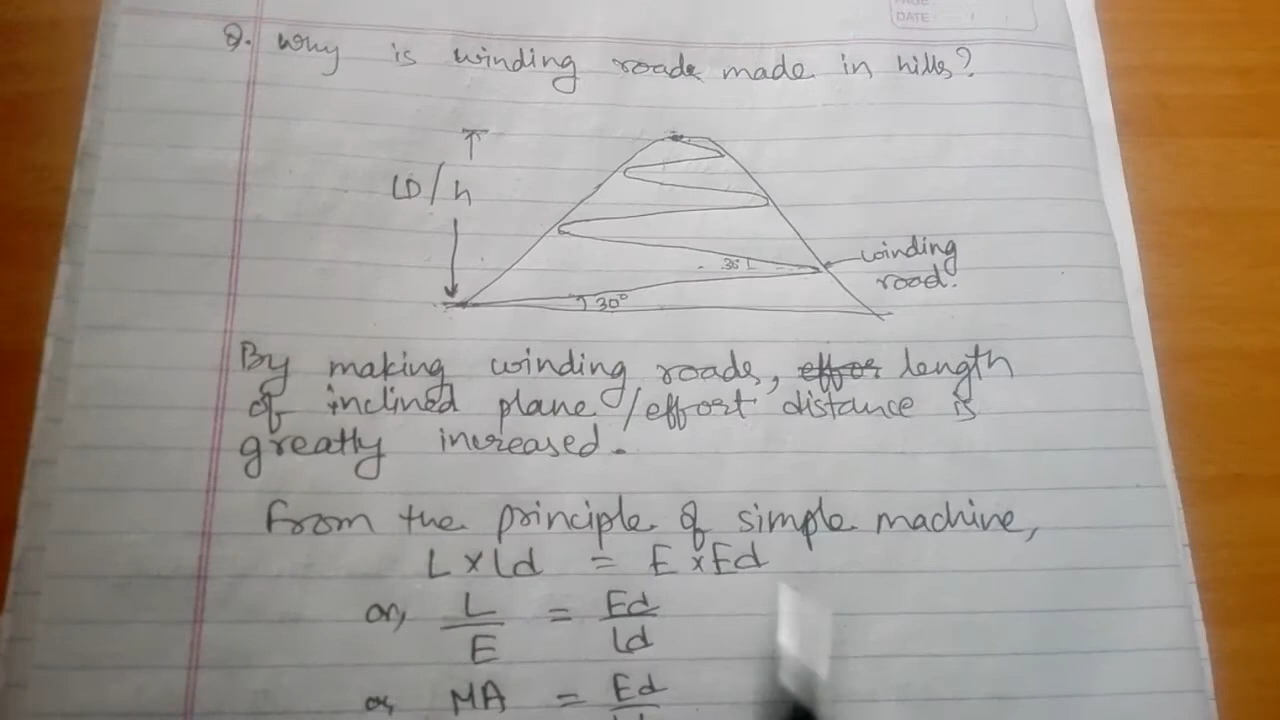 DATE
Q. Why is winding roads made in hills?
LD/h
winding
road.
30°
30°
By making winding roads, effor length
of inclined plane/effort distance is
greatly increased.
From the principle of simple machine,
L x Ld = E x Ed
or, L/E = Ed/Ld
or, MA = Ed